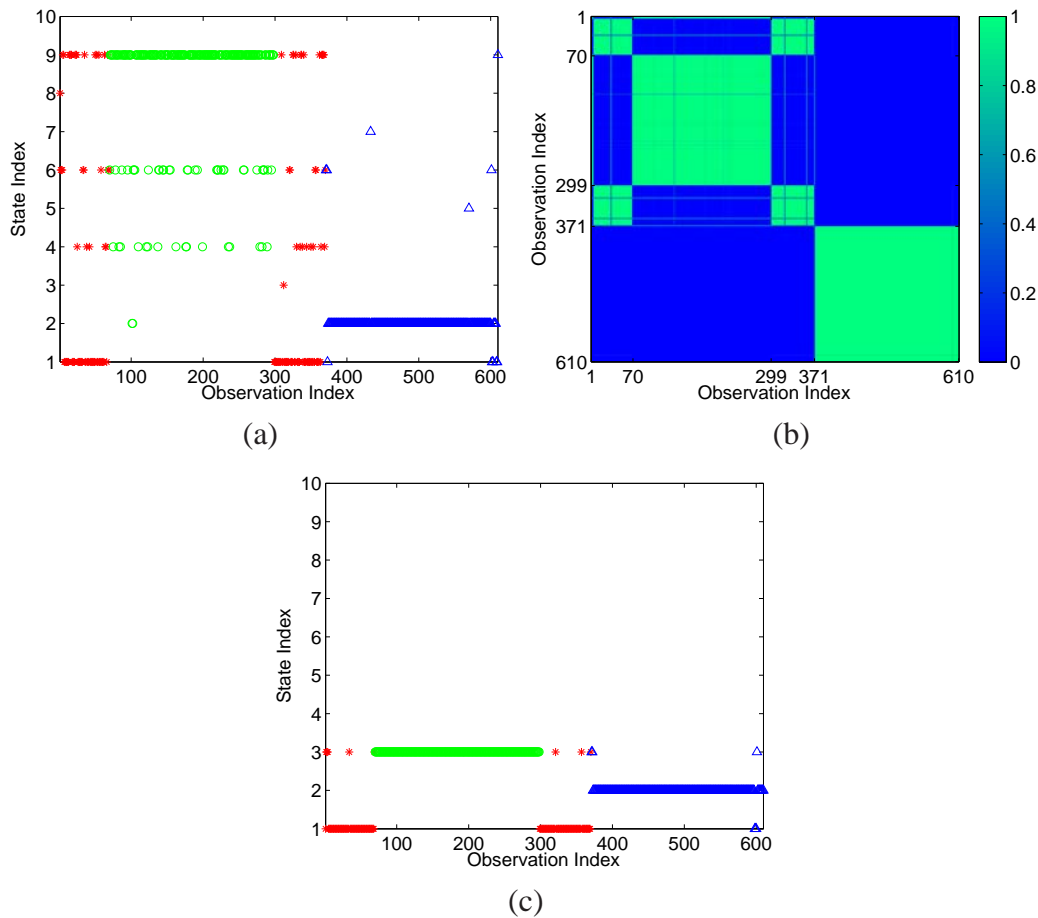 10
9
8
7
6
5
4
3
2
1
100 200 300 400 500 600
State Index
Observation Index
(a)
1
70
299
371
610
1 70 299 371 610
Observation Index
Observation Index
1
0.8
0.6
0.4
0.2
0
(b)
10
9
8
7
6
5
4
3
2
1
100 200 300 400 500 600
State Index
Observation Index
(c)